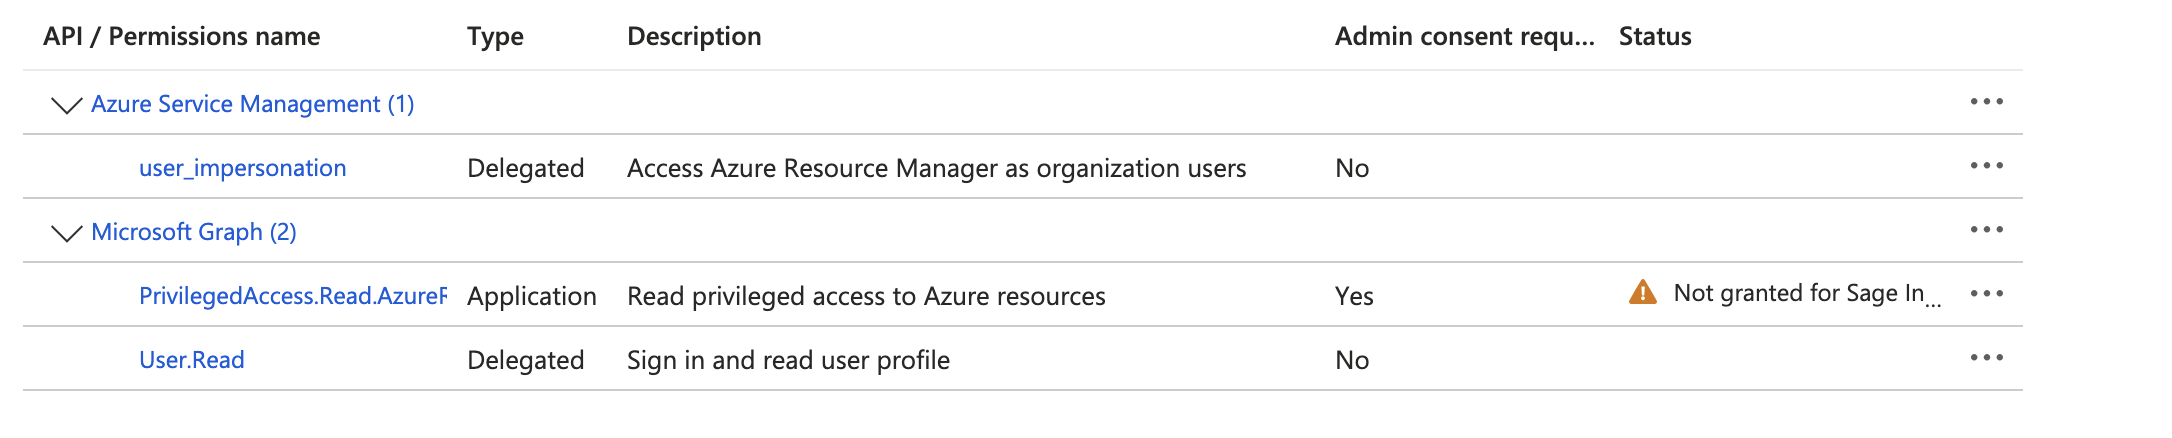 API / Permissions name Type Description Admin consent requ... Status
Azure Service Management (1)
user_impersonation Delegated Access Azure Resource Manager as organization users No
Microsoft Graph (2)
PrivilegedAccess.Read.AzureR Application Read privileged access to Azure resources Yes Not granted for Sage In...
User.Read Delegated Sign in and read user profile No